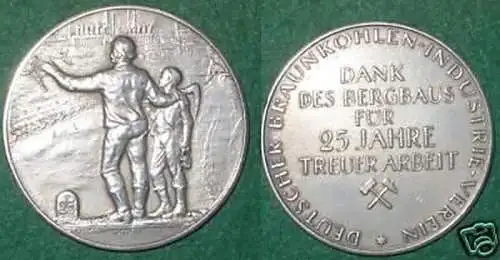 DEUTSCHER BRAUNKOHLEN-INDUSTRIE-VEREIN
DANK
DES BERGBAUS
FÜR
25 JAHRE
TREUER ARBEIT